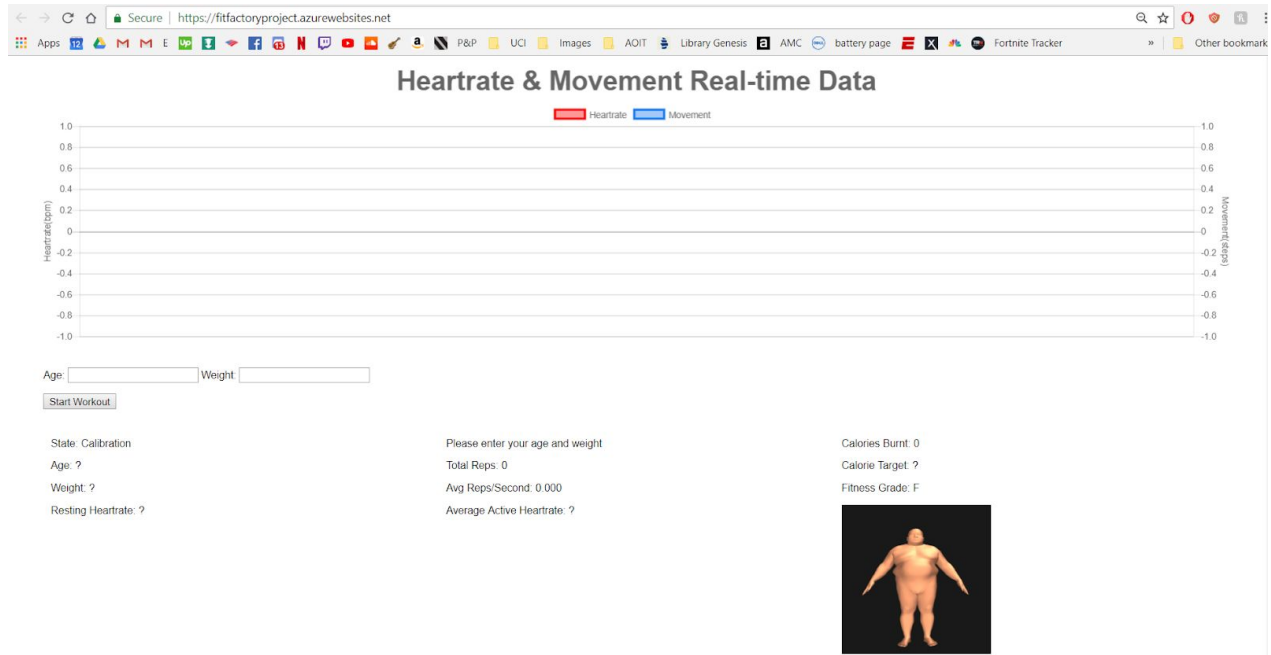 Secure | https://fitfactoryproject.azurewebsites.net
Apps 12 M M E UP 13 N a P&P UCI Images AOIT Library Genesis a AMC battery page X Fortnite Tracker » Other bookmark
Heartrate & Movement Real-time Data
Heartrate Movement
1.0 1.0
0.8 0.8
0.6 0.6
0.4 0.4
0.2 0.2
0 0
-0.2 -0.2
-0.4 -0.4
-0.6 -0.6
-0.8 -0.8
-1.0 -1.0
Heartrate(bpm)
Movement(steps)
Age: Weight:
Start Workout
State: Calibration Please enter your age and weight Calories Burnt: 0
Age: ? Total Reps: 0 Calorie Target: ?
Weight: ? Avg Reps/Second: 0.000 Fitness Grade: F
Resting Heartrate: ? Average Active Heartrate: ?